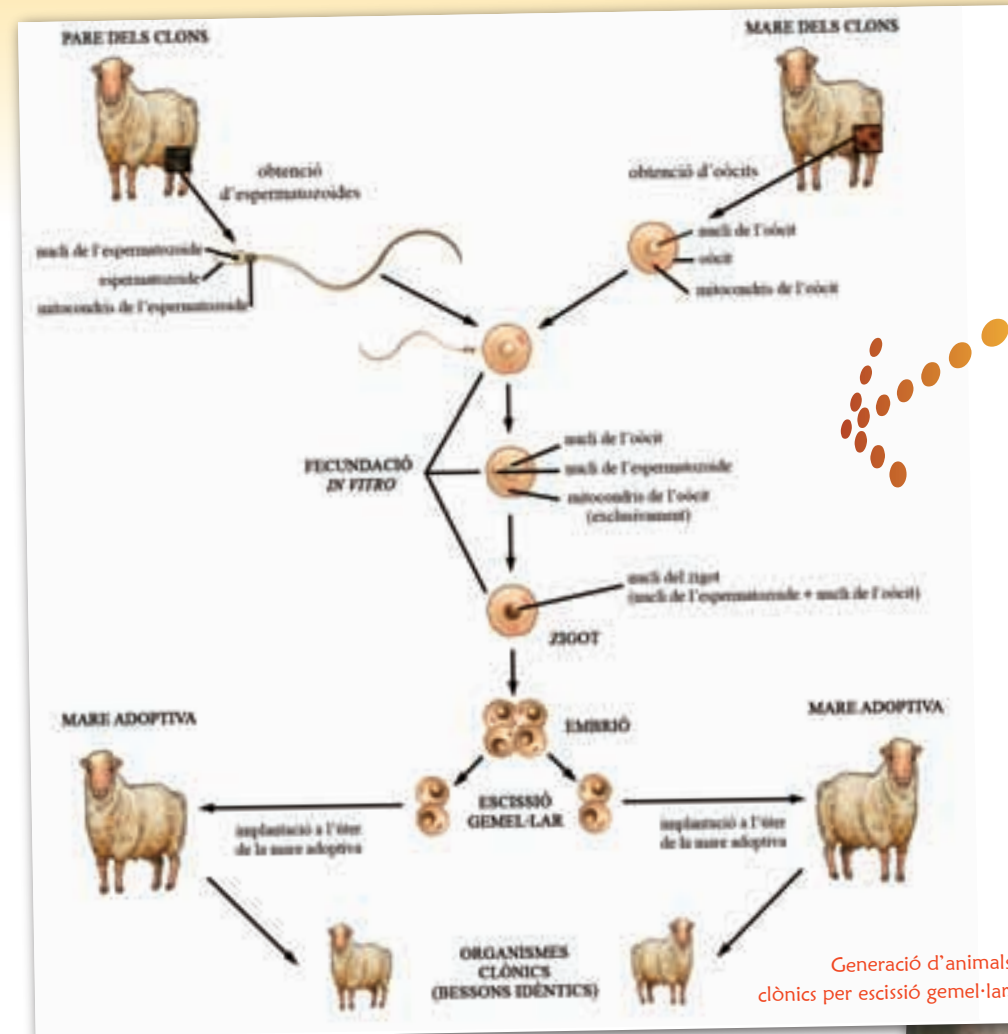 PARE DELS CLONS
MARE DELS CLONS
obtenció
d'espermatozoides
obtenció d'oòcits
nucli de l'espermatozoide
espermatozoide
mitocondris de l'espermatozoide
nucli de l'oòcit
oòcit
mitocondris de l'oòcit
FECUNDACIÓ
IN VITRO
nucli de l'oòcit
nucli de l'espermatozoide
mitocondris de l'oòcit
(exclusivament)
nucli del zigot
(nucli de l'espermatozoide + nucli de l'oòcit)
ZIGOT
EMBRIÓ
MARE ADOPTIVA
MARE ADOPTIVA
ESCISSIÓ
GEMEL·LAR
implantació a l'úter
de la mare adoptiva
implantació a l'úter
de la mare adoptiva
ORGANISMES
CLÒNICS
(BESSONS IDÈNTICS)
Generació d'animals
clònics per escissió gemel·lar